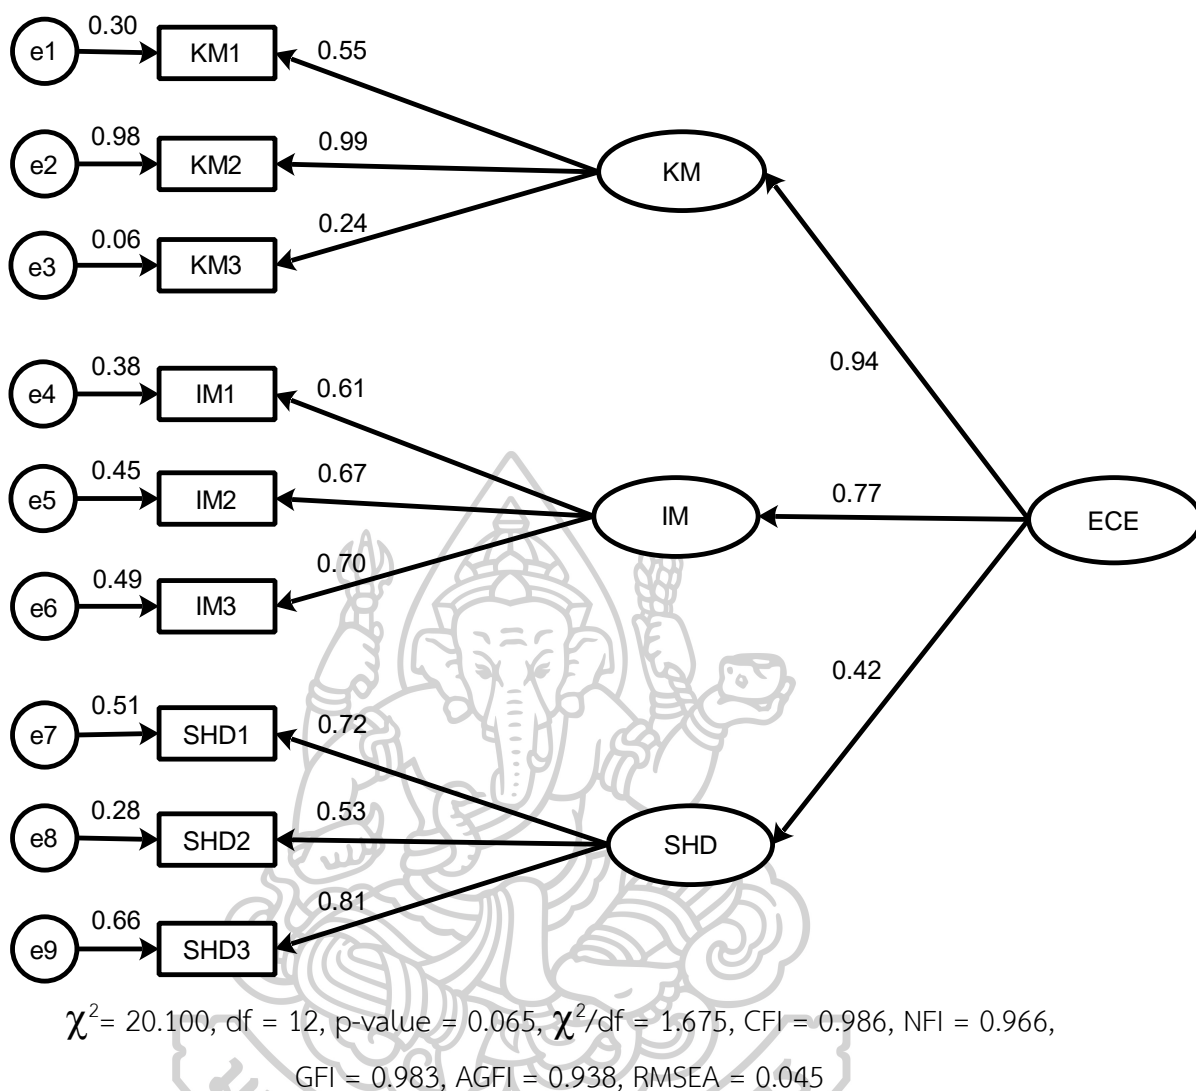 0.30
e1 KM1 0.55
0.98
e2 KM2 0.99
KM
0.06
e3 KM3 0.24
0.94
0.38
e4 IM1 0.61
0.45
e5 IM2 0.67
IM 0.77 ECE
0.49
e6 IM3 0.70
0.42
0.51
e7 SHD1 0.72
0.28
e8 SHD2 0.53
SHD
0.66
e9 SHD3 0.81
χ²= 20.100, df = 12, p-value = 0.065, χ²/df = 1.675, CFI = 0.986, NFI = 0.966,
GFI = 0.983, AGFI = 0.938, RMSEA = 0.045